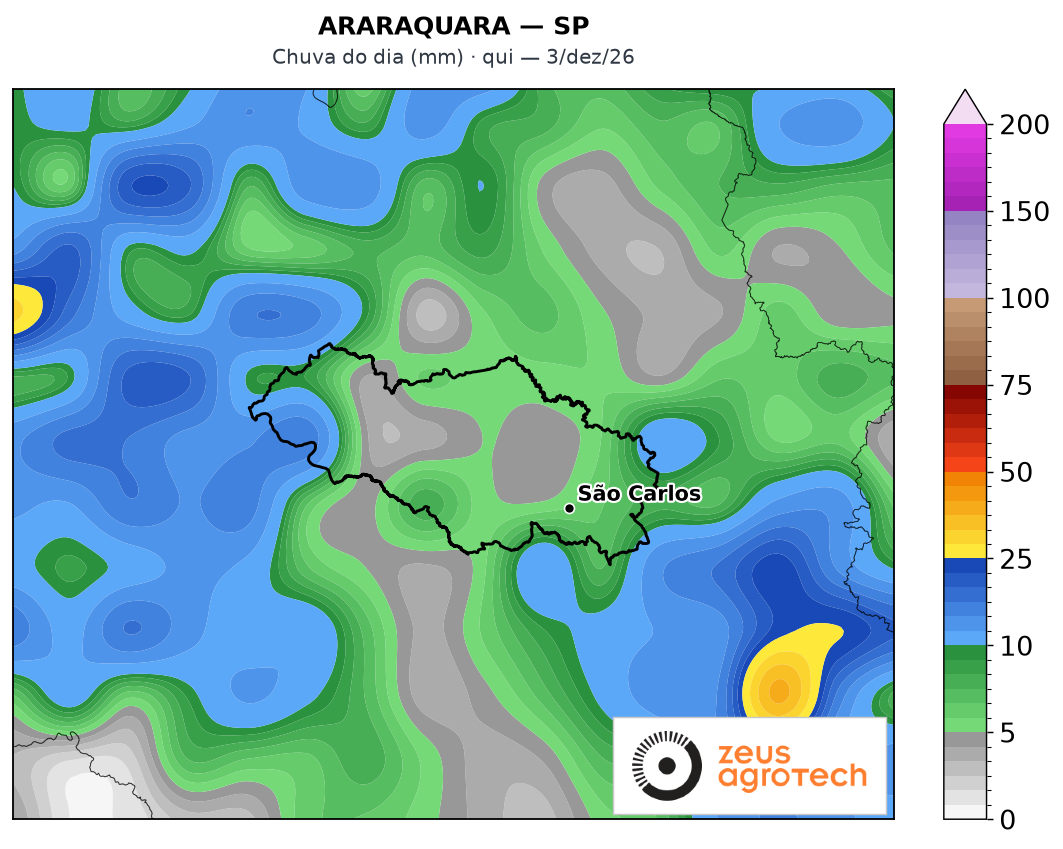 ARARAQUARA — SP
Chuva do dia (mm) · qui — 3/dez/26
200
150
100
75
50
25
10
5
0
São Carlos
zeus
agrotech